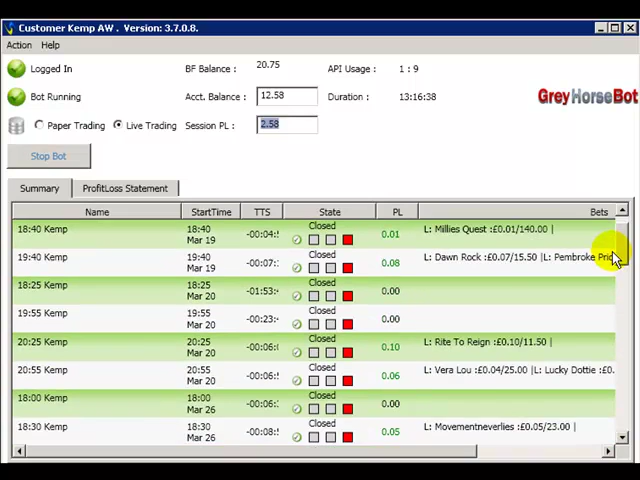 Customer Kemp AW . Version: 3.7.0.8.
Action Help
Logged In BF Balance : 20.75 API Usage : 1 : 9
Bot Running Acct. Balance : 12.58 Duration : 13:16:38
GreyHorseBot
Paper Trading Live Trading Session PL : 2.58
Stop Bot
Summary ProfitLoss Statement
Name StartTime TTS State PL Bets
18:40 Kemp 18:40 Mar 19 -00:04: Closed 0.01 L: Millies Quest :£0.01/140.00 |
19:40 Kemp 19:40 Mar 19 -00:07: Closed 0.08 L: Dawn Rock :£0.07/15.50 |L: Pembroke
18:25 Kemp 18:25 Mar 20 -01:53: Closed 0.00
19:55 Kemp 19:55 Mar 20 -00:23: Closed 0.00
20:25 Kemp 20:25 Mar 20 -00:06: Closed 0.10 L: Rite To Reign :£0.10/11.50 |
20:55 Kemp 20:55 Mar 20 -00:06: Closed 0.06 L: Vera Lou :£0.04/25.00 |L: Lucky Dottie :£0.
18:00 Kemp 18:00 Mar 26 -00:06: Closed 0.00
18:30 Kemp 18:30 Mar 26 -00:08: Closed 0.05 L: Movementneverlies :£0.05/23.00 |